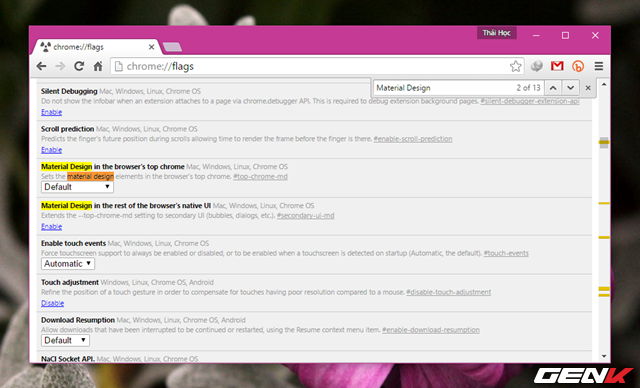 Thái Học
chrome://flags
chrome://flags
Material Design 2 of 13
Silent Debugging Mac, Windows, Linux, Chrome OS
Do not show the infobar when an extension attaches to a page via chrome.debugger API. This is required to debug extension background pages. #silent-debugger-extension-api
Enable
Scroll prediction Mac, Windows, Linux, Chrome OS
Predicts the finger's future position during scrolls allowing time to render the frame before the finger is there. #enable-scroll-prediction
Enable
Material Design in the browser's top chrome Mac, Windows, Linux, Chrome OS
Sets the material design elements in the browser's top chrome. #top-chrome-md
Default
Material Design in the rest of the browser's native UI Mac, Windows, Linux, Chrome OS
Extends the --top-chrome-md setting to secondary UI (bubbles, dialogs, etc.). #secondary-ui-md
Enable
Enable touch events Mac, Windows, Linux, Chrome OS
Force touchscreen support to always be enabled or disabled, or to be enabled when a touchscreen is detected on startup (Automatic, the default). #touch-events
Automatic
Touch adjustment Windows, Linux, Chrome OS, Android
Refine the position of a touch gesture in order to compensate for touches having poor resolution compared to a mouse. #disable-touch-adjustment
Disable
Download Resumption Mac, Windows, Linux, Chrome OS, Android
Allow downloads that have been interrupted to be continued or restarted, using the Resume context menu item. #enable-download-resumption
Default
NaCl Socket API. Mac, Windows, Linux, Chrome OS
GENK